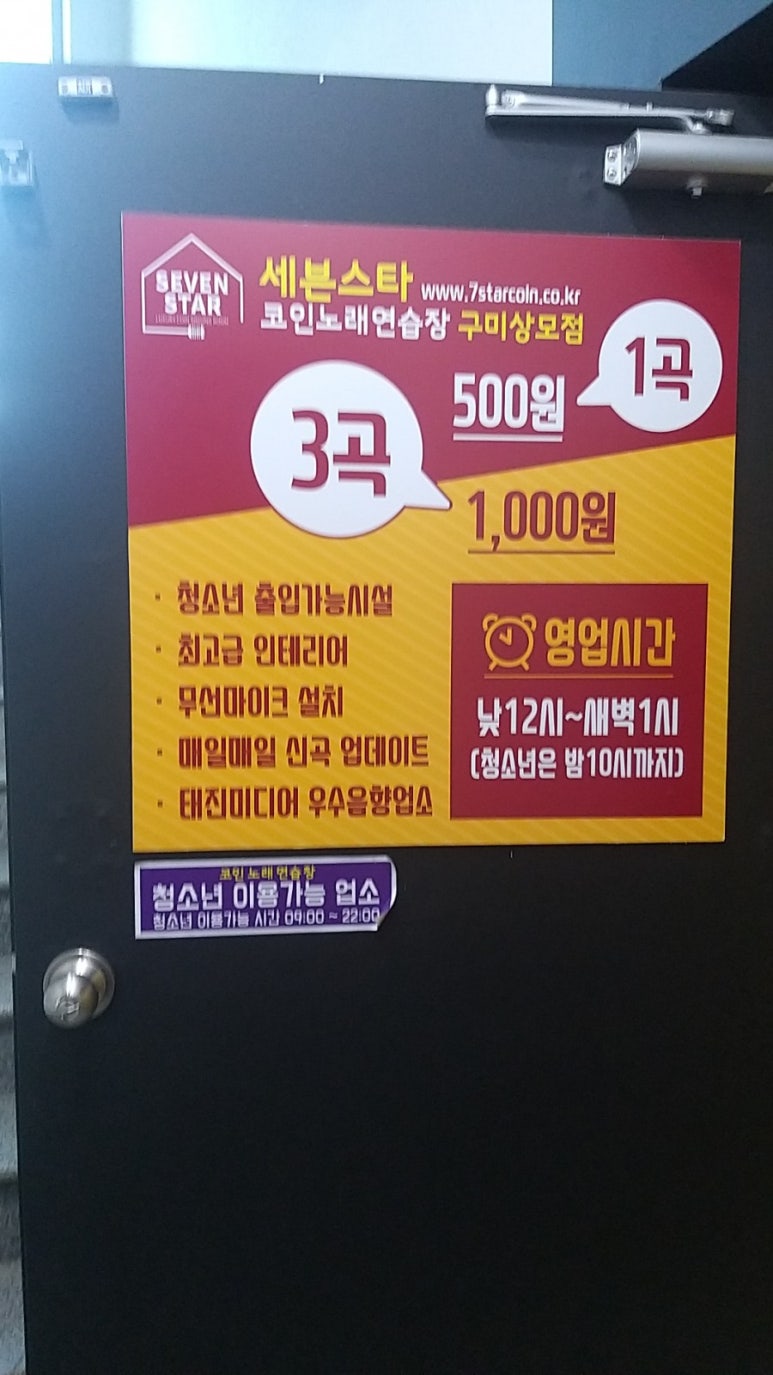 SEVEN
STAR
세븐스타 www.7starcoin.co.kr
코인노래연습장 구미상모점
1곡
500원
3곡
1,000원
· 청소년 출입가능시설
· 최고급 인테리어
· 무선마이크 설치
· 매일매일 신곡 업데이트
· 태진미디어 우수음향업소
영업시간
낮12시~새벽1시
(청소년은 밤10시까지)
코인노래연습장
청소년 이용가능 업소
청소년 이용가능 시간 09:00 ~ 22:00